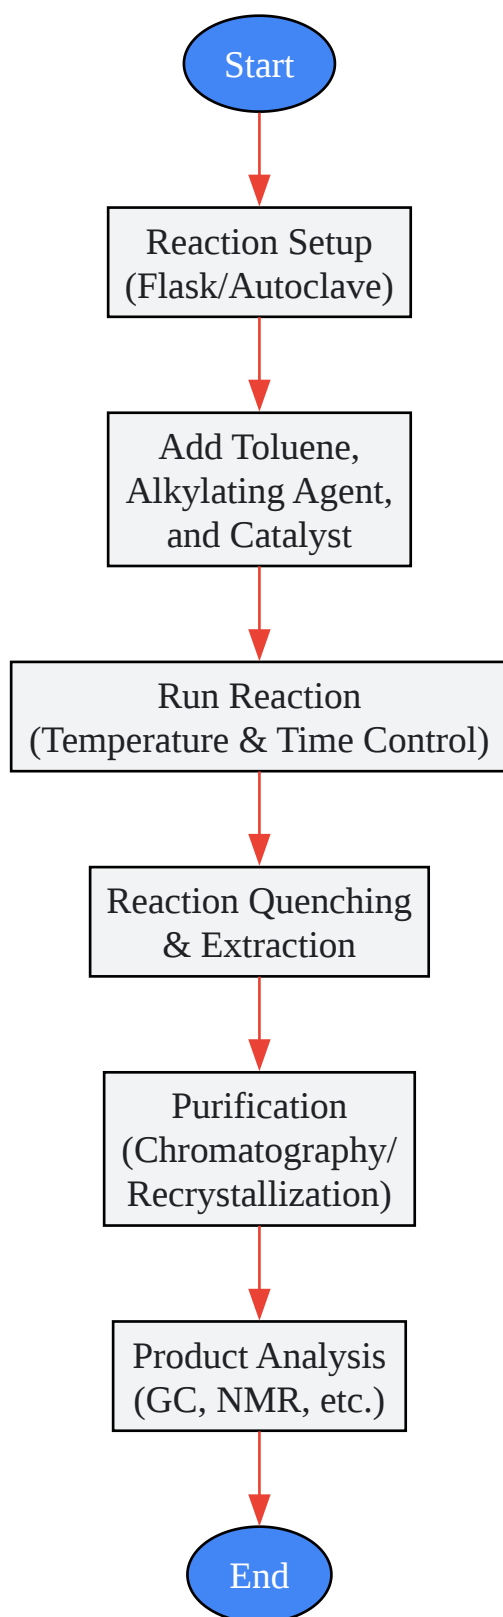 Start
Reaction Setup
(Flask/Autoclave)
Add Toluene,
Alkylating Agent,
and Catalyst
Run Reaction
(Temperature & Time Control)
Reaction Quenching
& Extraction
Purification
(Chromatography/
Recrystallization)
Product Analysis
(GC, NMR, etc.)
End